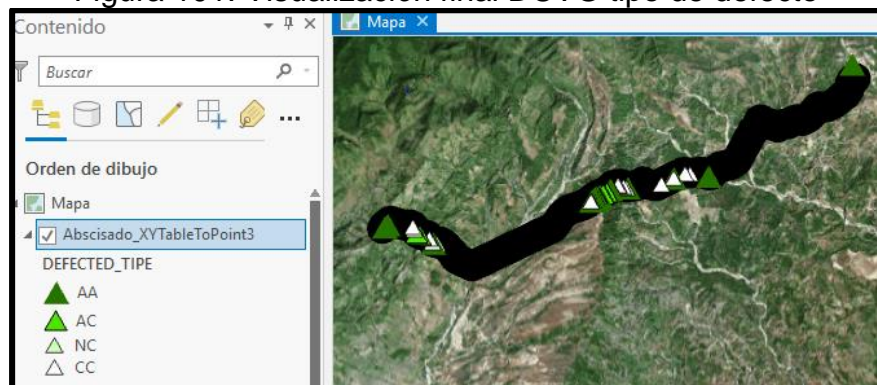 Contenido
Mapa
Buscar
Orden de dibujo
Mapa
Abscisado_XYTableToPoint3
DEFECTED_TIPE
AA
AC
NC
CC